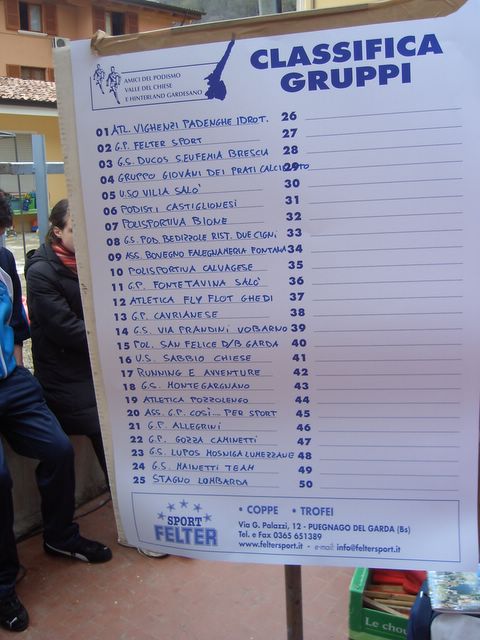 AMICI DEL PODISMO
VALLE DEL CHIESE
E HINTERLAND GARDESANO
CLASSIFICA
GRUPPI
01 ATL. VIGHENZI PADENGHE IDROT.
02 G.P. FELTER SPORT
03 G.S. DUCOS S.EUFEMIA BRESCIA
04 GRUPPO GIOVANI DEI PRATI CALCINATO
05 U.SO VILIA SALO'
06 PODISTI CASTIGLIONESI
07 POLISPORTIVA BIONE
08 G.S. POD. BEDIZZOLE RIST. DUE CIGNI
09 ASS. BOVEGNO FALEGNAMERIA FONTANA
10 POLISPORTIVA CALVAGESE
11 G.P. FONTETAVINA SALO'
12 ATLETICA FLY FLOT GHEDI
13 G.P. CAVRIANESE
14 G.S. VIA PRANDINI VOBARNO
15 POL. SAN FELICE D/B GARDA
16 U.S. SABBIO CHIESE
17 RUNNING E AVVENTURE
18 G.S. MONTEGARGNANO
19 ATLETICA POZZOLENGO
20 ASS. G.P. COSÌ... PER SPORT
21 G.P. ALLEGRINI
22 G.P. GOZZA CAMINETTI
23 G.S. LUPOS MOSNIGA LUMEZZANE
24 G.S. MAINETTI TEAM
25 STAGNO LOMBARDA
26
27
28
29
30
31
32
33
34
35
36
37
38
39
40
41
42
43
44
45
46
47
48
49
50
SPORT
FELTER
• COPPE • TROFEI
Via G. Palazzi, 12 - PUEGNAGO DEL GARDA (Bs)
Tel. e Fax 0365 651389
www.feltersport.it • e-mail: info@feltersport.it
Le chou